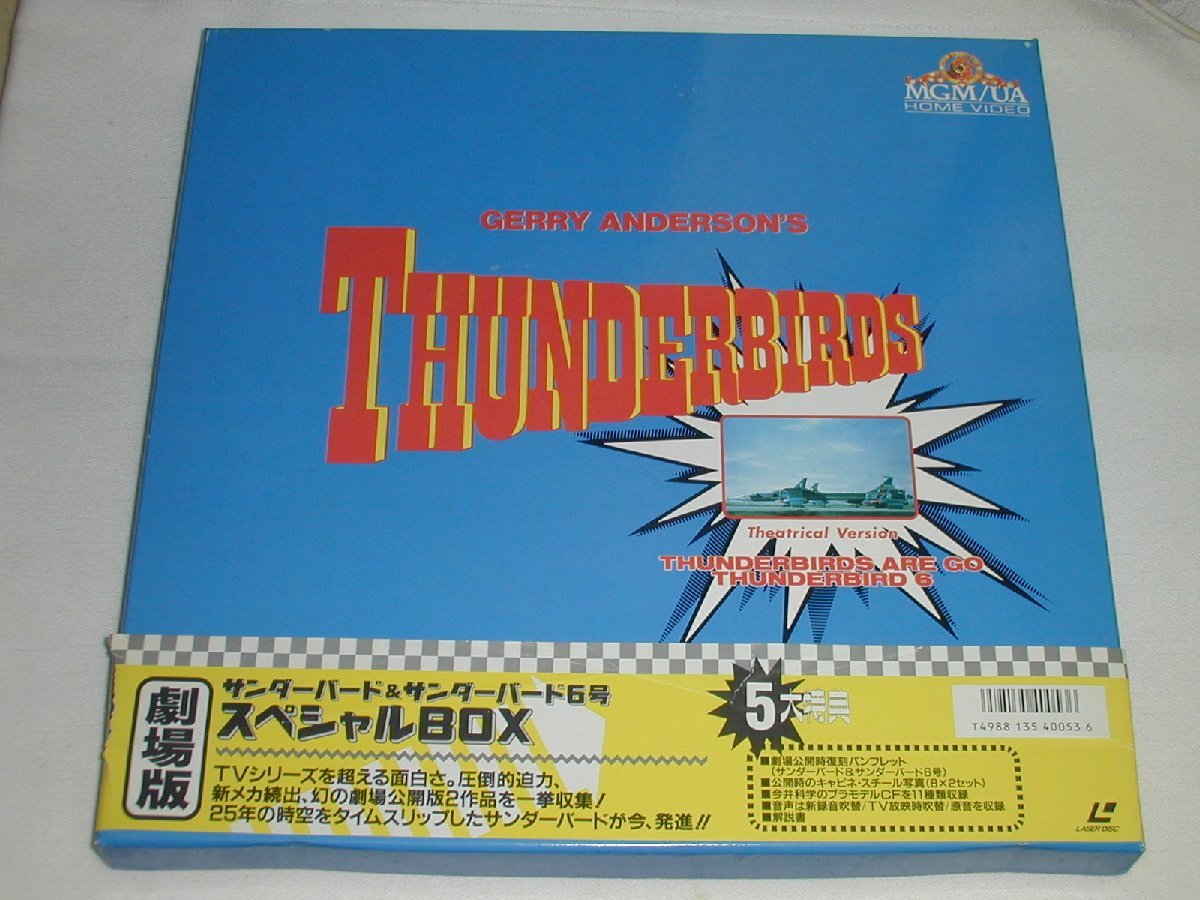 MGM/UA
HOME VIDEO
GERRY ANDERSON'S
THUNDERBIRDS
Theatrical Version
THUNDERBIRDS ARE GO
THUNDERBIRD 6
劇場版
サンダーバード&サンダーバード6号
スペシャルBOX
TVシリーズを超える面白さ。圧倒的迫力、
新メカ続出、幻の劇場公開版2作品を一挙収集!
25年の時空をタイムスリップしたサンダーバードが今、発進!!
5大特典
■劇場公開時復刻パンフレット
(サンダーバード&サンダーバード6号)
■公開時のキャビネ・スチール写真(8×2セット)
■今井科学のプラモデルCFを11種類収録
■音声は新録音吹替/TV放映時吹替/原音を収録
■解説書
T4988 135 40053 6
LASER DISC